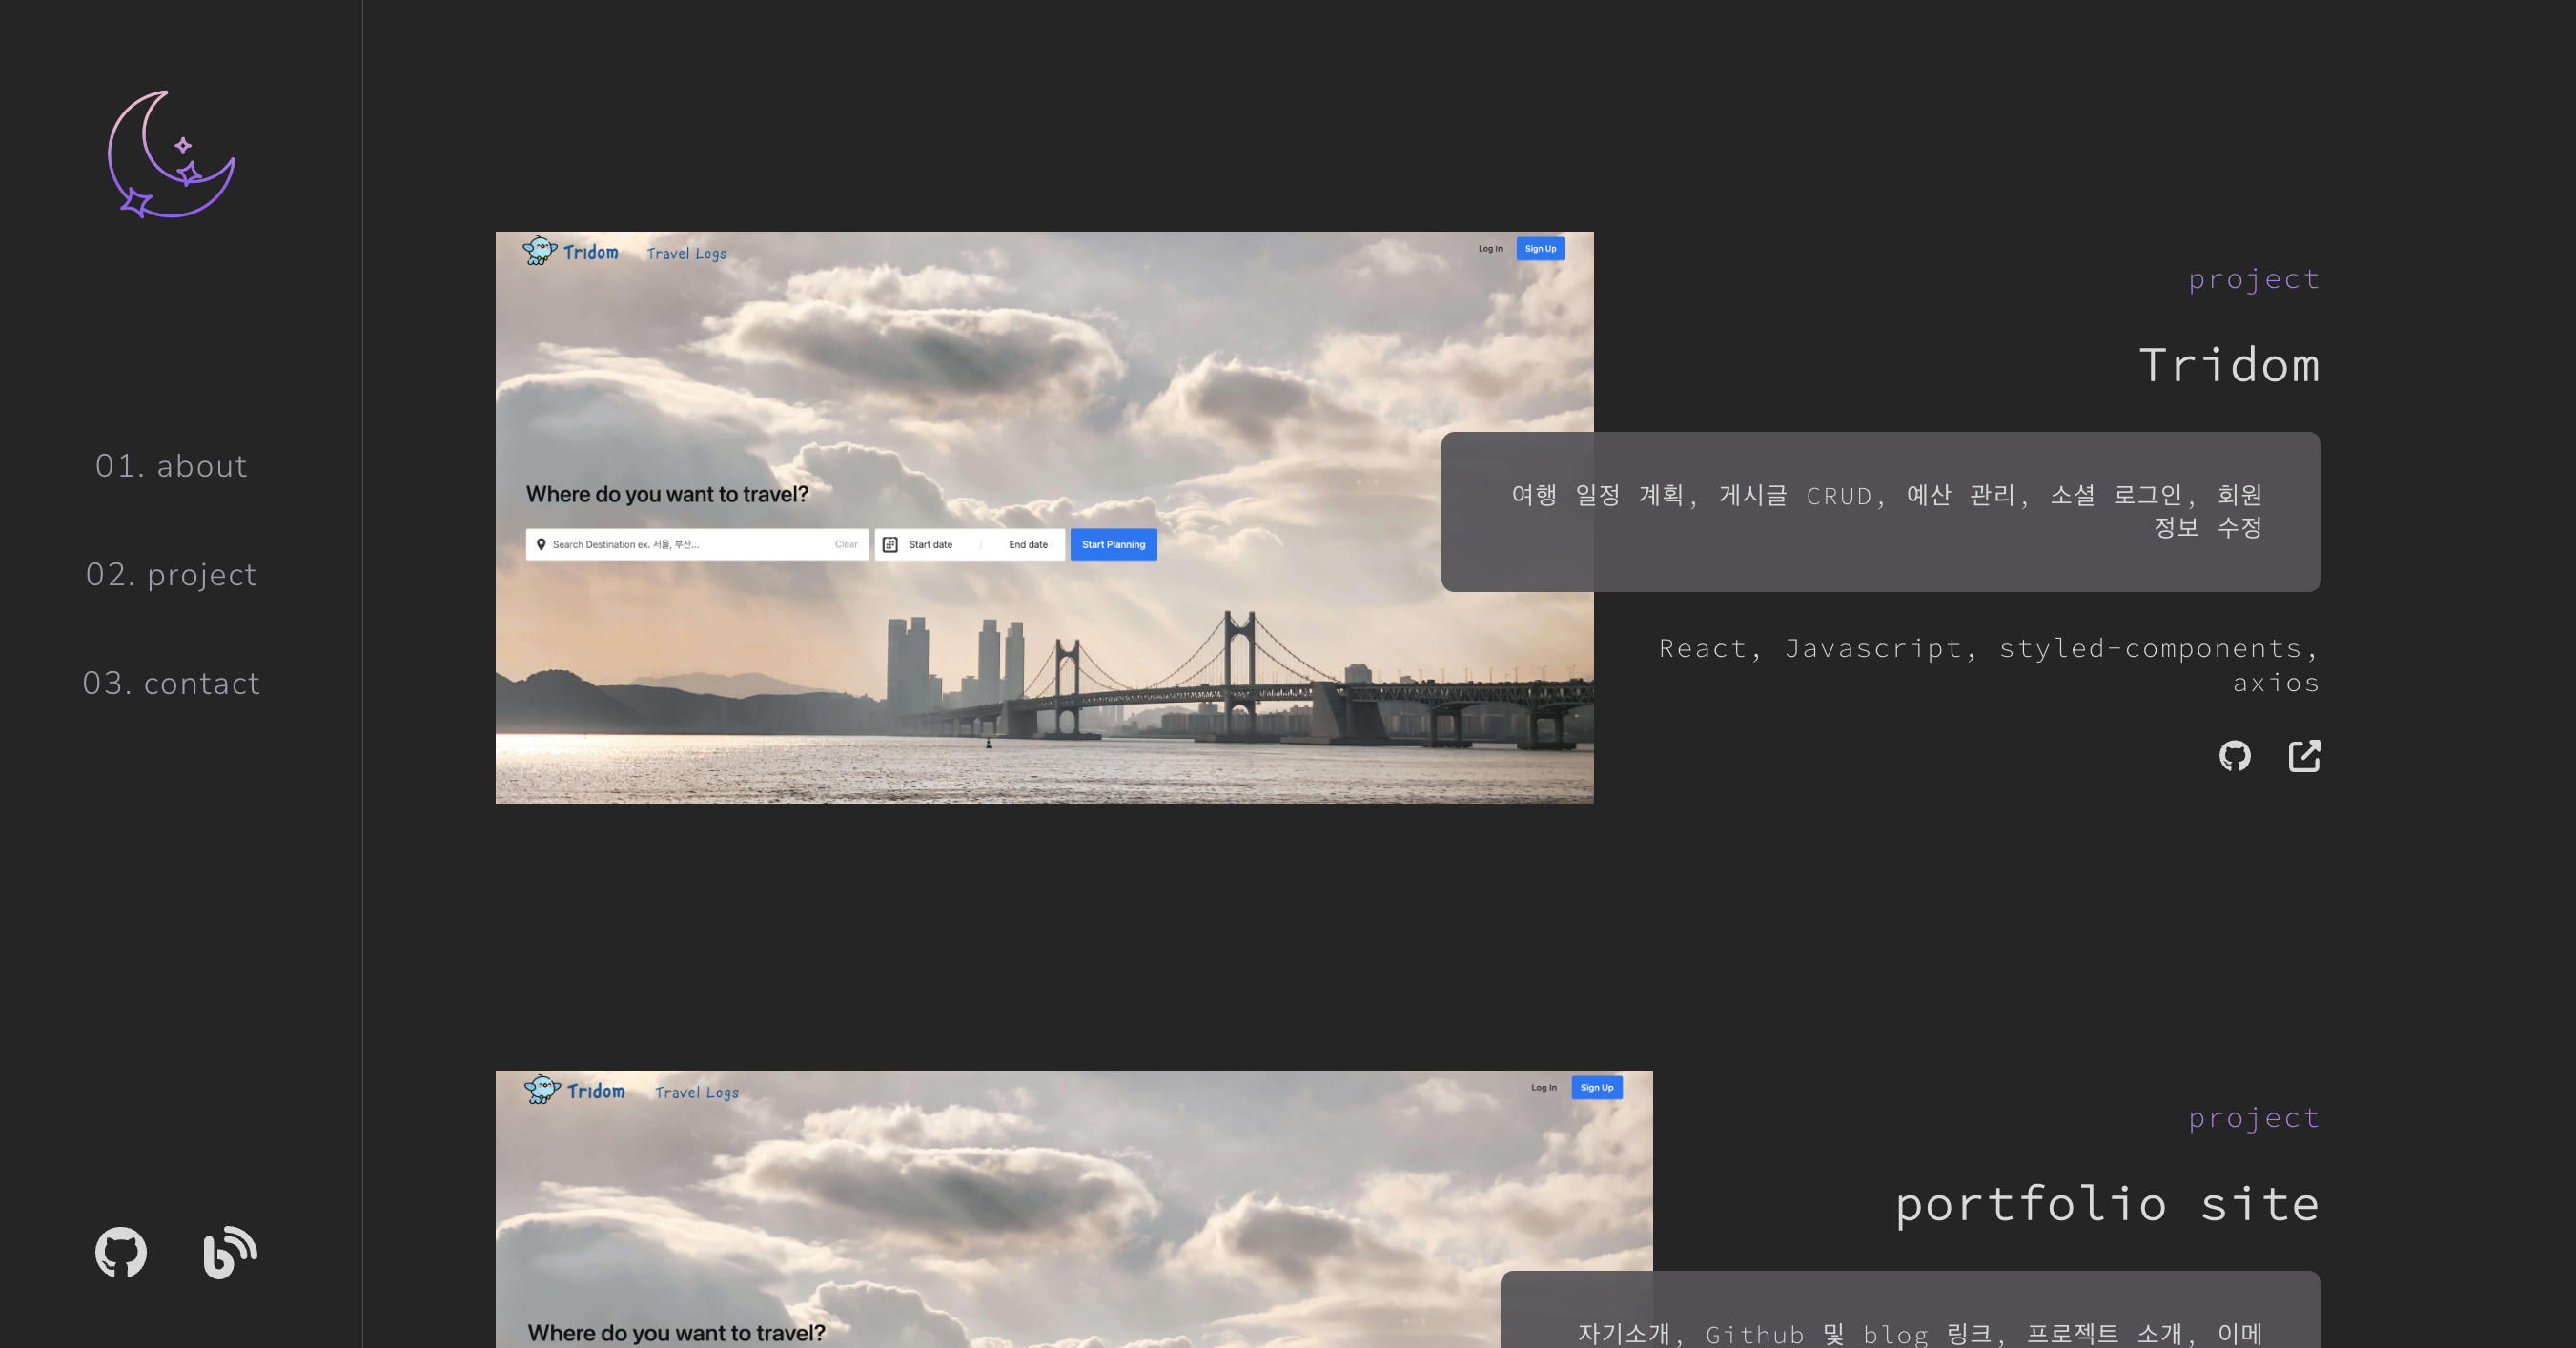 01. about
02. project
03. contact
Tridom
Travel Logs
Log In
Sign Up
Where do you want to travel?
Search Destination ex. 서울, 부산...
Clear
Start date
End date
Start Planning
project
Tridom
여행 일정 계획, 게시글 CRUD, 예산 관리, 소셜 로그인, 회원
정보 수정
React, Javascript, styled-components,
axios
Tridom
Travel Logs
Log In
Sign Up
Where do you want to travel?
project
portfolio site
자기소개, Github 및 blog 링크, 프로젝트 소개, 이메